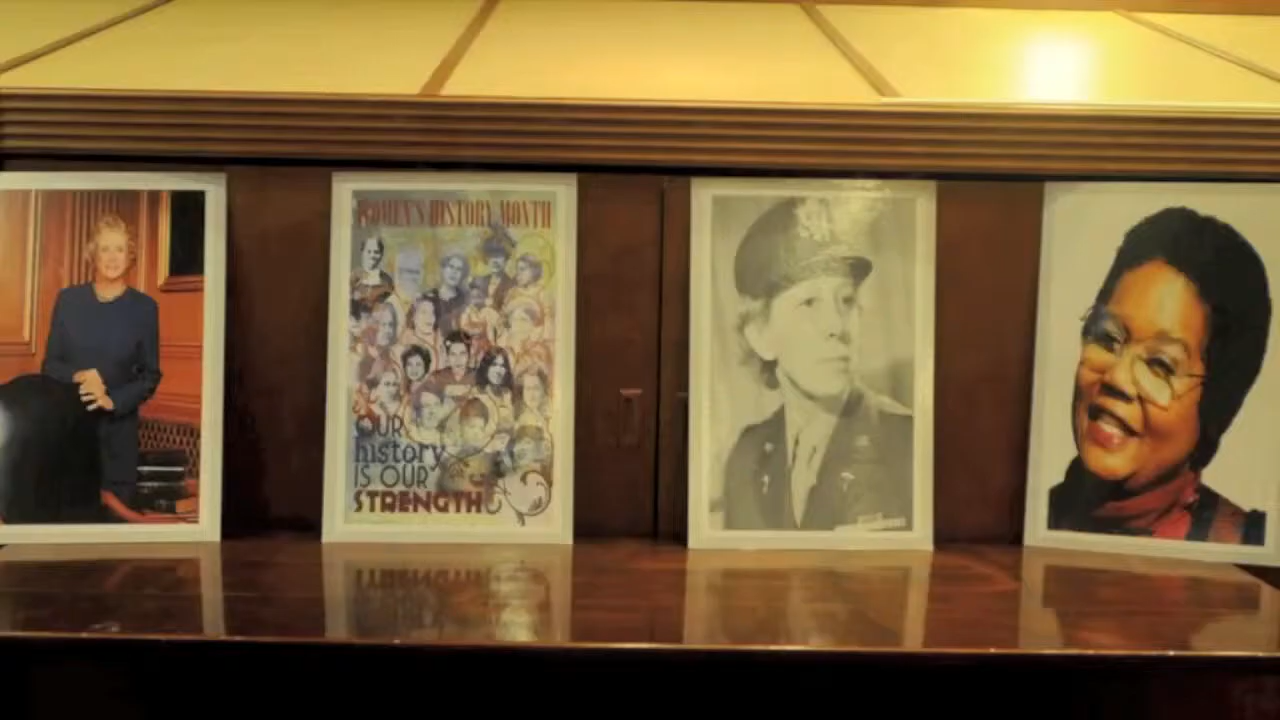 WOMEN'S HISTORY MONTH
OUR
history
IS OUR
STRENGTH